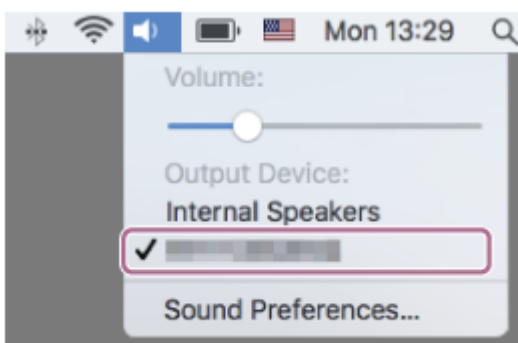 Mon 13:29
Volume:
Output Device:
Internal Speakers
Sound Preferences...